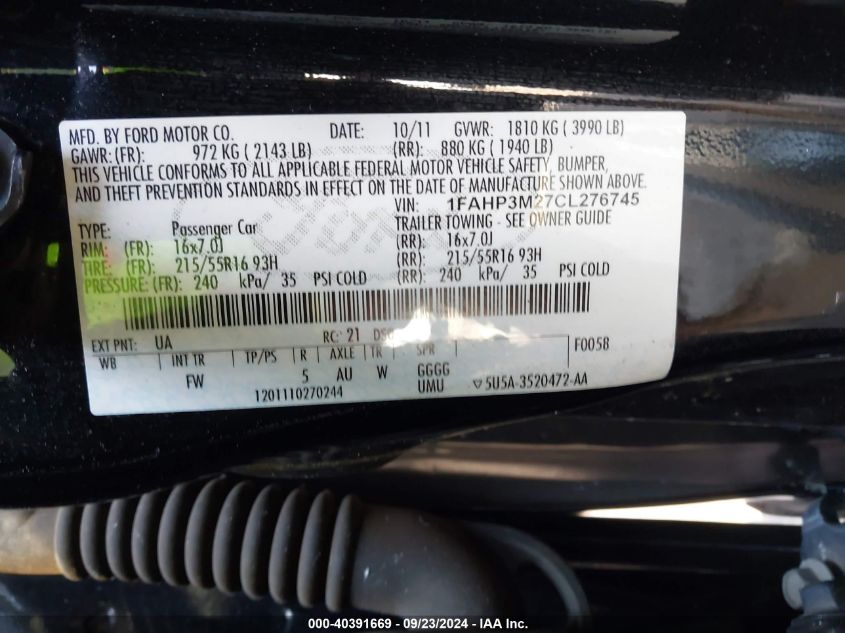 MFD. BY FORD MOTOR CO. DATE: 10/11 GVWR: 1810 KG ( 3990 LB)
GAWR:(FR): 972 KG ( 2143 LB) (RR): 880 KG ( 1940 LB)
THIS VEHICLE CONFORMS TO ALL APPLICABLE FEDERAL MOTOR VEHICLE SAFETY, BUMPER,
AND THEFT PREVENTION STANDARDS IN EFFECT ON THE DATE OF MANUFACTURE SHOWN ABOVE.
VIN: 1FAHP3M27CL276745
TYPE: Passenger Car TRAILER TOWING - SEE OWNER GUIDE
RIM: (FR): 16x7.0J (RR): 16x7.0J
TIRE: (FR): 215/55R16 93H (RR): 215/55R16 93H
PRESSURE: (FR): 240 kPa/ 35 PSI COLD (RR): 240 kPa/ 35 PSI COLD
EXT PNT: UA RC: 21 DSO: F0058
WB INT TR TP/PS R AXLE TR SPR
FW 5 AU W GGGG
UMU
1201110270244 ▽5U5A-3520472-AA
000-40391669 - 09/23/2024 - IAAI.com